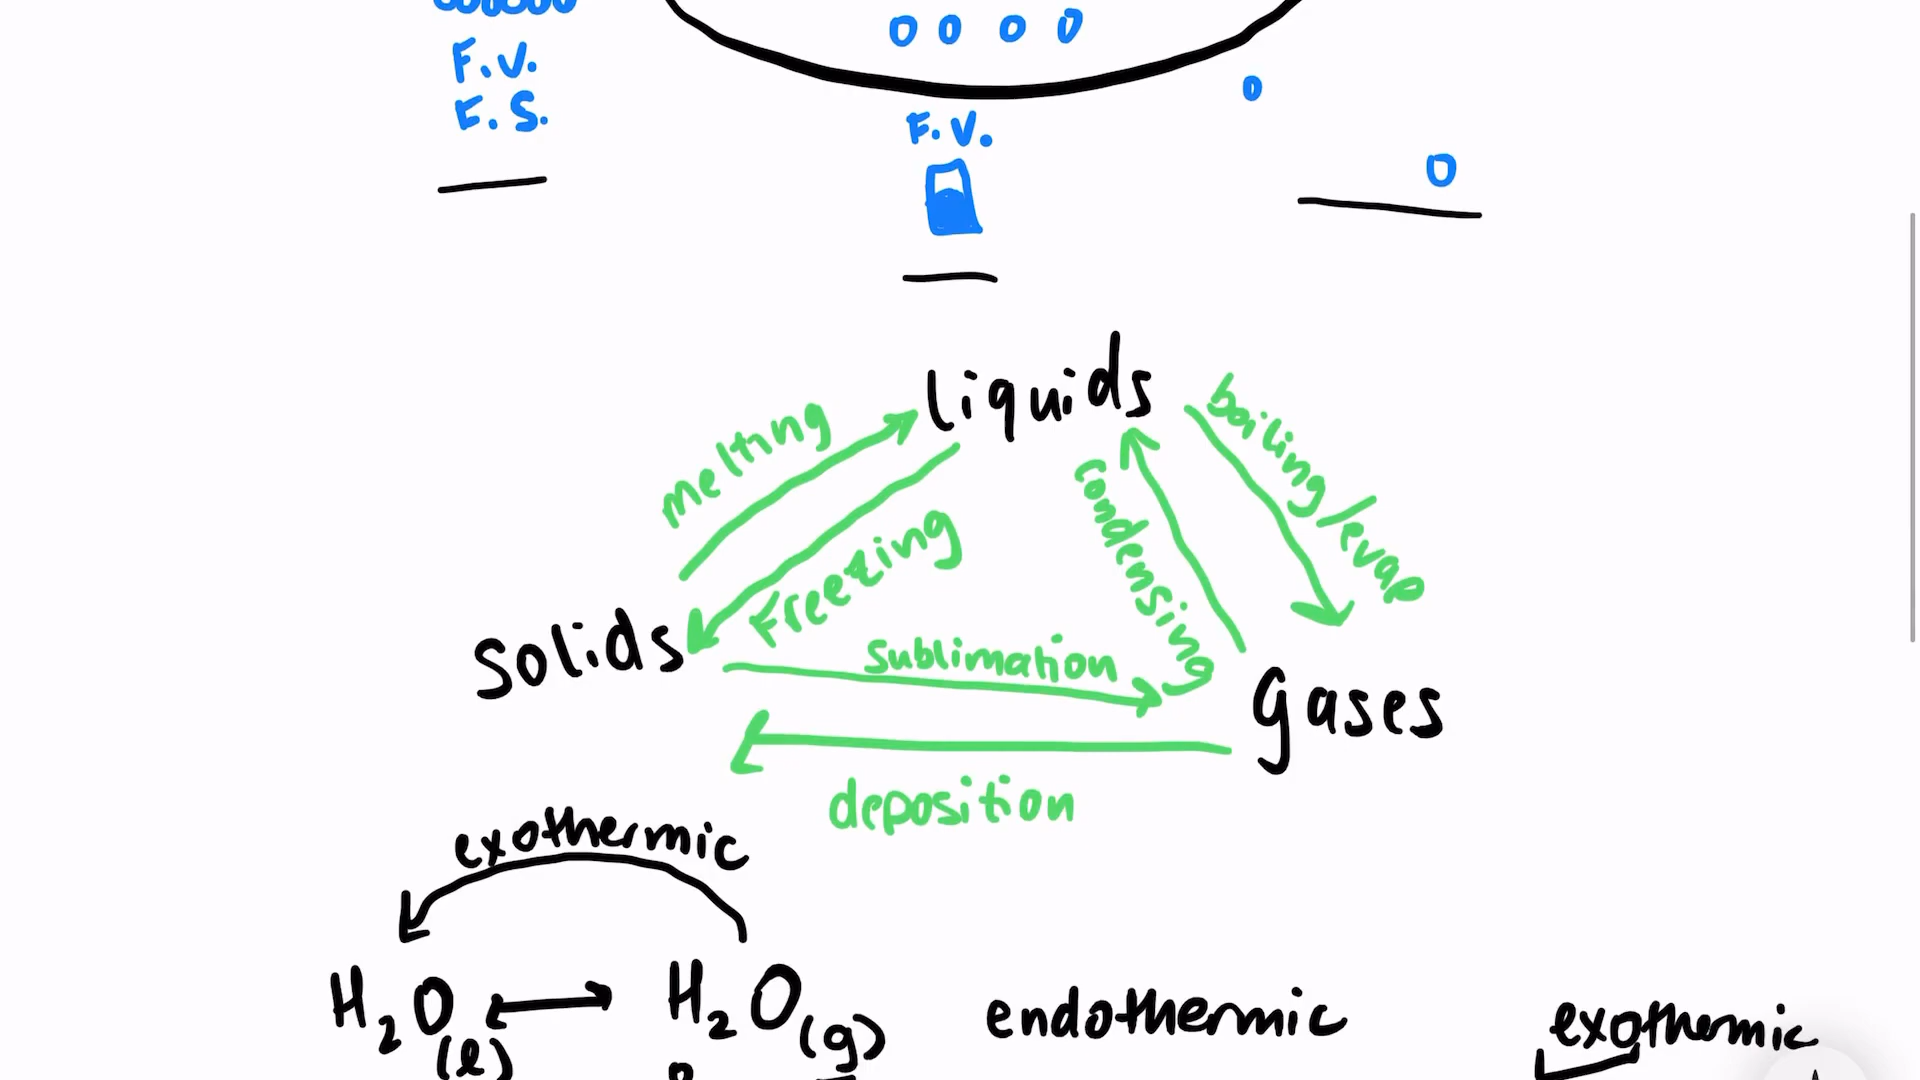 F.V.
F.S.
F.V.
liquids
melting
boiling/evap
condensing
Freezing
Solids
Sublimation
gases
deposition
exothermic
H₂O(l) ↔ H₂O(g)
endothermic
exothermic